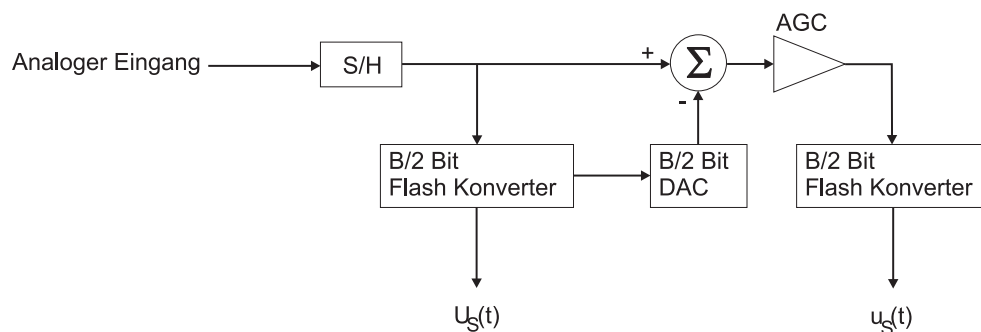 AGC
Analoger Eingang
S/H
+
Σ
-
B/2 Bit
Flash Konverter
B/2 Bit
DAC
B/2 Bit
Flash Konverter
U_S(t)
u_S(t)